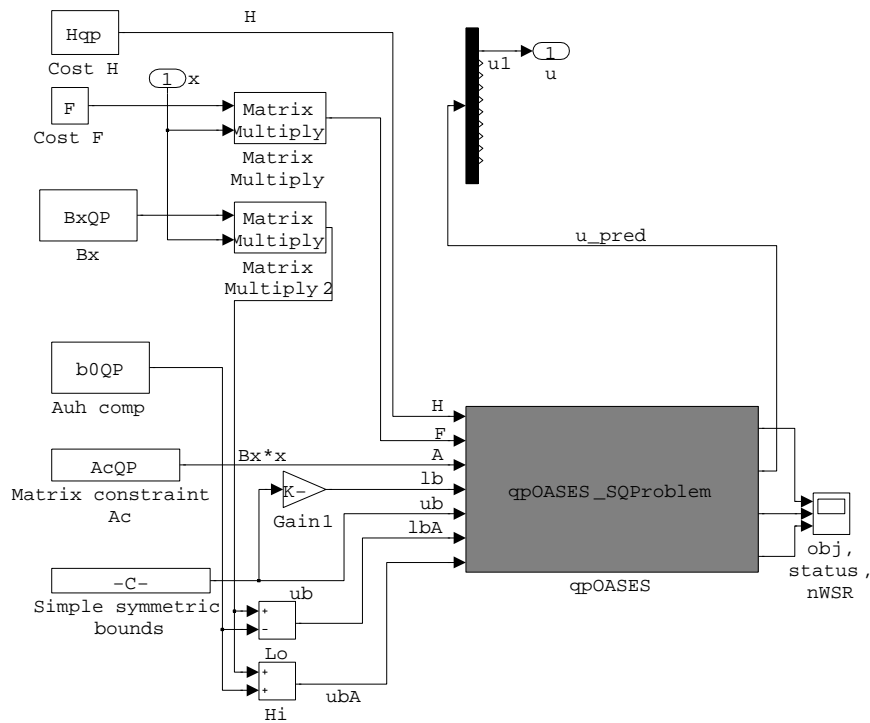 H
Hqp
Cost H
1
x
F
Cost F
Matrix
Multiply
Matrix
Multiply
BxQP
Bx
Matrix
Multiply
Matrix
Multiply 2
u1
1
u
u_pred
b0QP
Auh comp
AcQP
Matrix constraint
Ac
Bx*x
K-
Gain1
-C-
Simple symmetric
bounds
ub
+
-
Lo
+
+
Hi
ubA
H
F
A
lb
ub
lbA
qpOASES_SQProblem
qpOASES
obj,
status,
nWSR